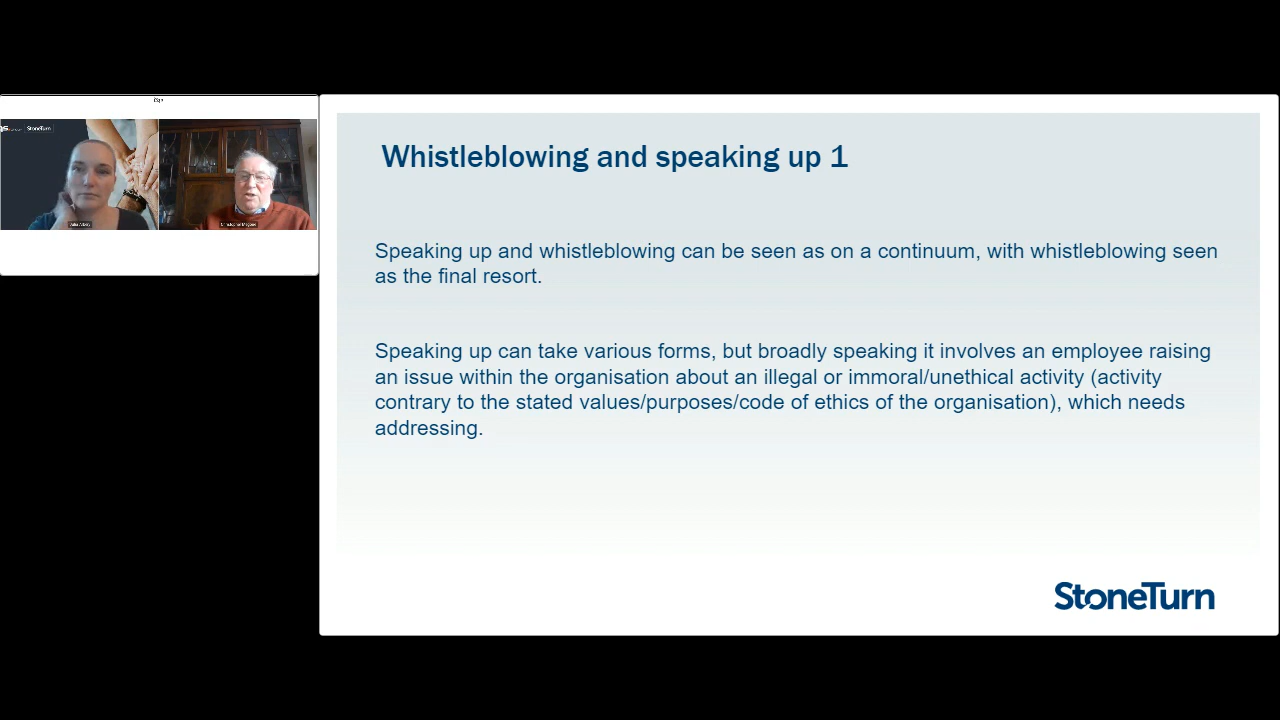 StoneTurn
Whistleblowing and speaking up 1
Speaking up and whistleblowing can be seen as on a continuum, with whistleblowing seen
as the final resort.
Speaking up can take various forms, but broadly speaking it involves an employee raising
an issue within the organisation about an illegal or immoral/unethical activity (activity
contrary to the stated values/purposes/code of ethics of the organisation), which needs
addressing.
StoneTurn